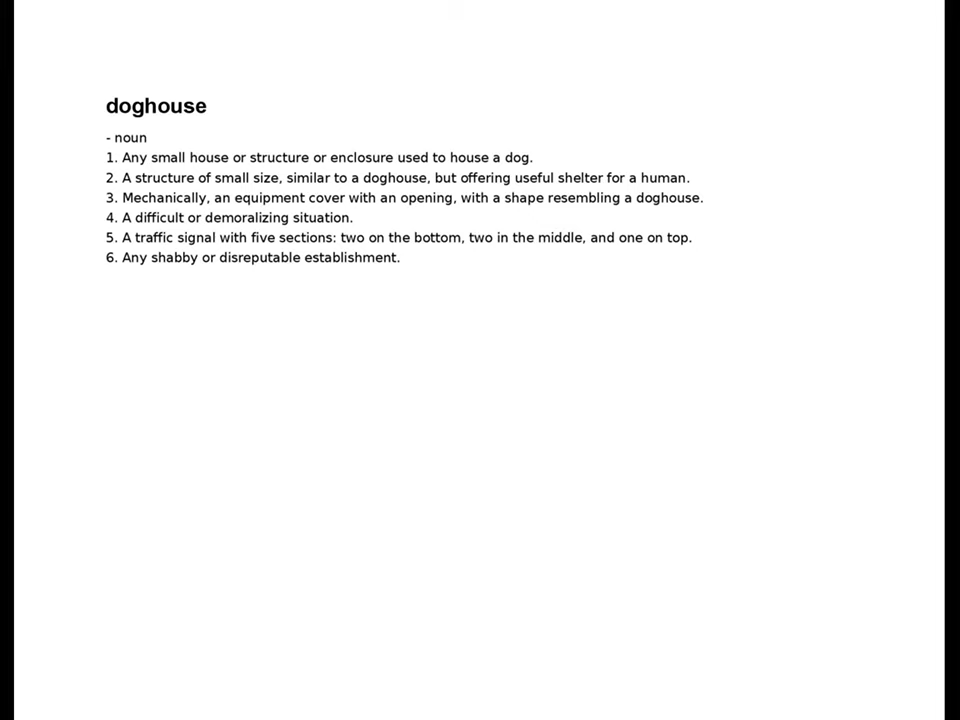 doghouse
- noun
1. Any small house or structure or enclosure used to house a dog.
2. A structure of small size, similar to a doghouse, but offering useful shelter for a human.
3. Mechanically, an equipment cover with an opening, with a shape resembling a doghouse.
4. A difficult or demoralizing situation.
5. A traffic signal with five sections: two on the bottom, two in the middle, and one on top.
6. Any shabby or disreputable establishment.